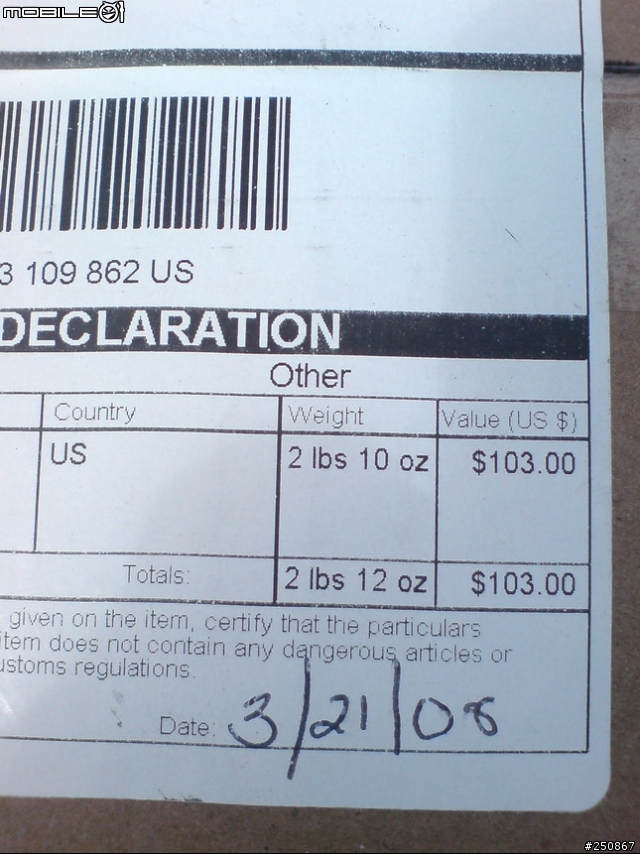 MOBILE01
3 109 862 US
DECLARATION
Other
Country Weight Value (US $)
US 2 lbs 10 oz $103.00
Totals: 2 lbs 12 oz $103.00
given on the item, certify that the particulars
item does not contain any dangerous articles or
ustoms regulations.
Date: 3/21/08
#250867